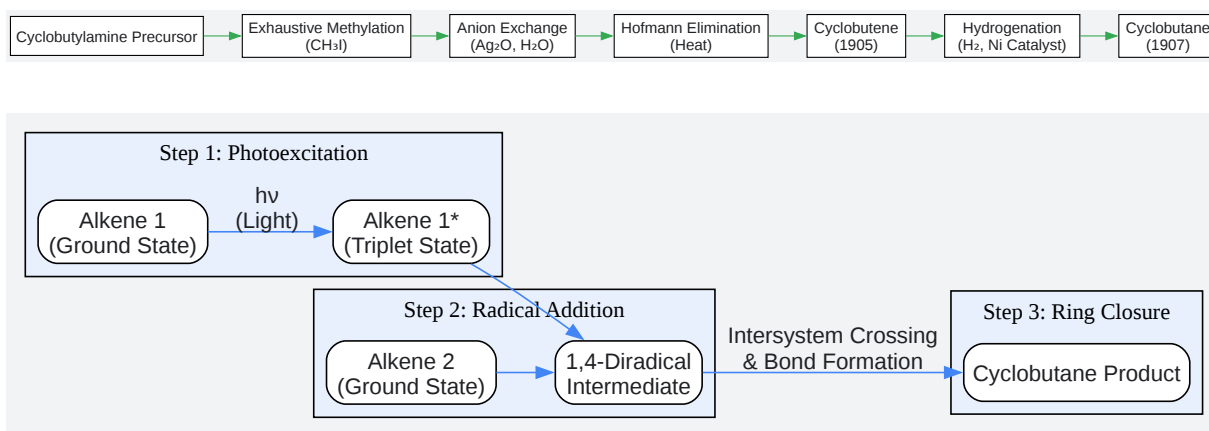 Cyclobutylamine Precursor
Exhaustive Methylation
(CH₃I)
Anion Exchange
(Ag₂O, H₂O)
Hofmann Elimination
(Heat)
Cyclobutene
(1905)
Hydrogenation
(H₂, Ni Catalyst)
Cyclobutane
(1907)
Step 1: Photoexcitation
Alkene 1
(Ground State)
hν
(Light)
Alkene 1*
(Triplet State)
Step 2: Radical Addition
Alkene 2
(Ground State)
1,4-Diradical
Intermediate
Intersystem Crossing
& Bond Formation
Step 3: Ring Closure
Cyclobutane Product